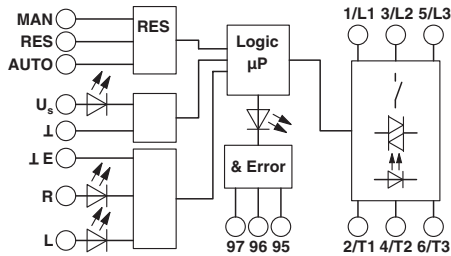 MAN
RES
AUTO
RES
Us
⊥
⊥ E
R
L
Logic
µP
& Error
97 96 95
1/L1 3/L2 5/L3
2/T1 4/T2 6/T3